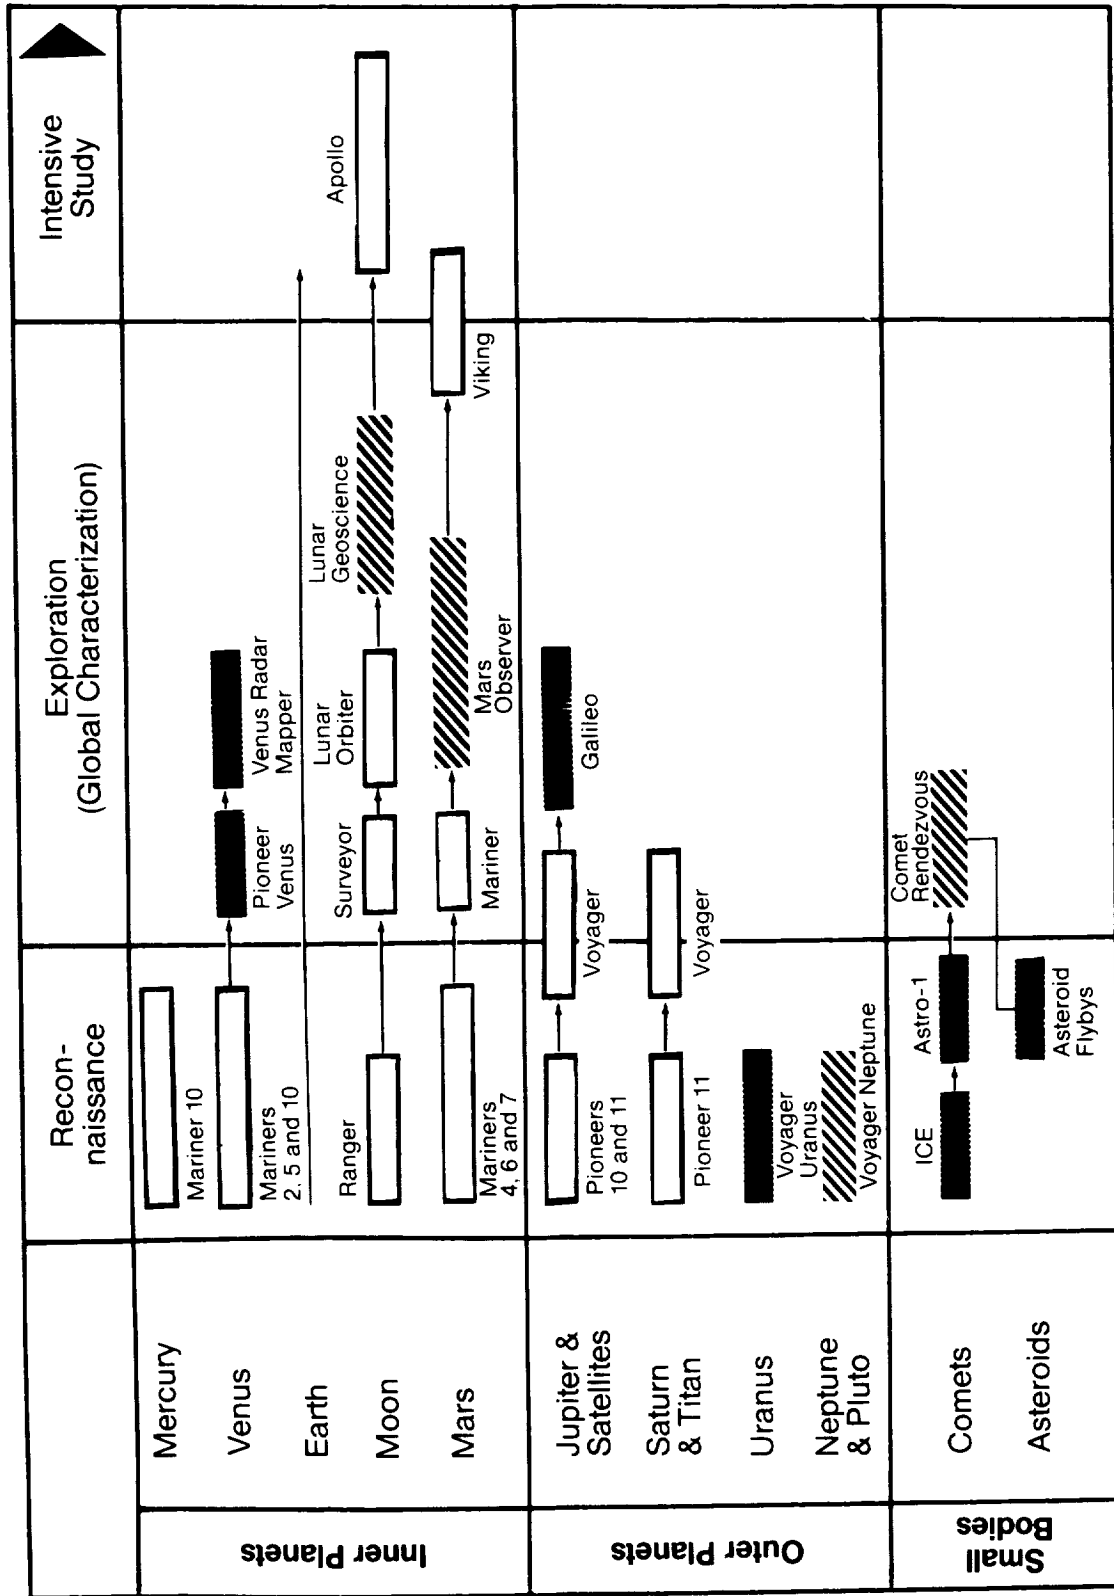 Recon-
naissance
Exploration
(Global Characterization)
Intensive
Study
Inner Planets
Mercury
Mariner 10
Venus
Mariners
2, 5 and 10
Pioneer
Venus
Venus Radar
Mapper
Earth
Moon
Ranger
Surveyor
Lunar
Orbiter
Lunar
Geoscience
Apollo
Mars
Mariners
4, 6 and 7
Mariner
Mars
Observer
Viking
Outer Planets
Jupiter &
Satellites
Pioneers
10 and 11
Voyager
Galileo
Saturn
& Titan
Pioneer 11
Voyager
Uranus
Voyager
Uranus
Neptune
& Pluto
Voyager Neptune
Small
Bodies
Comets
ICE
Astro-1
Comet
Rendezvous
Asteroids
Asteroid
Flybys